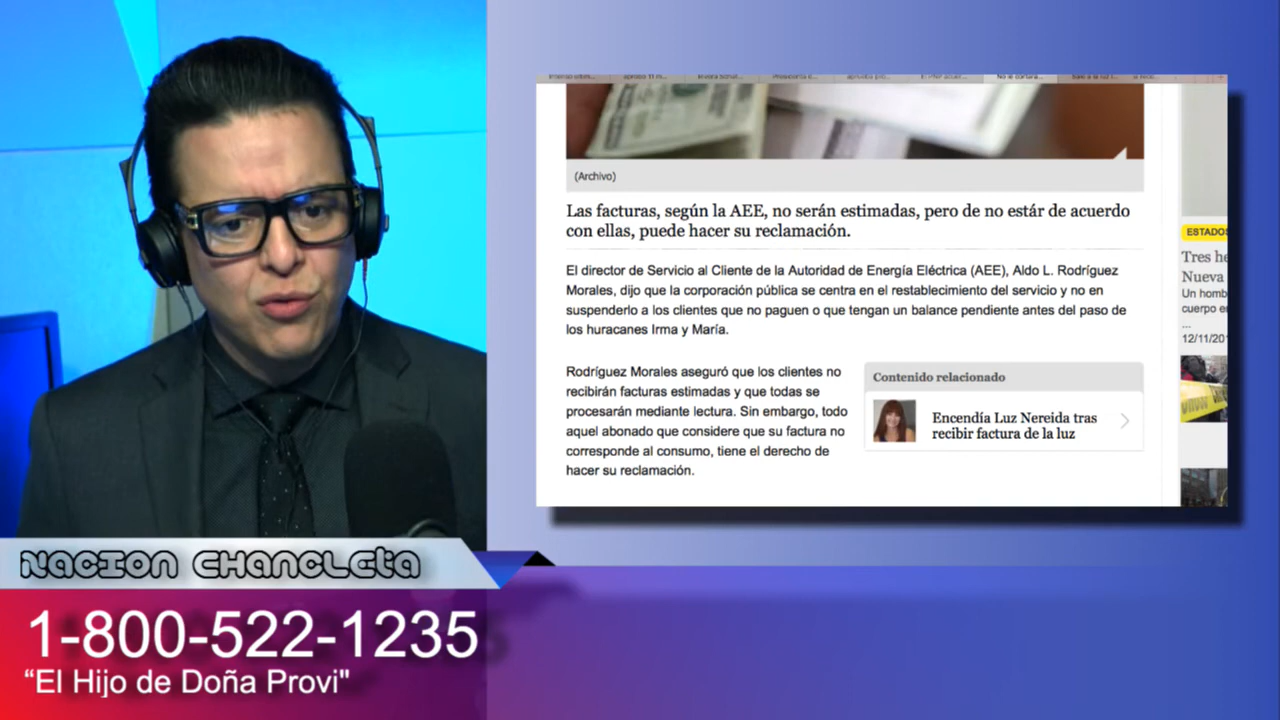 (Archivo)
Las facturas, según la AEE, no serán estimadas, pero de no estár de acuerdo
con ellas, puede hacer su reclamación.
El director de Servicio al Cliente de la Autoridad de Energía Eléctrica (AEE), Aldo L. Rodríguez
Morales, dijo que la corporación pública se centra en el restablecimiento del servicio y no en
suspenderlo a los clientes que no paguen o que tengan un balance pendiente antes del paso de
los huracanes Irma y María.
Rodríguez Morales aseguró que los clientes no
recibirán facturas estimadas y que todas se
procesarán mediante lectura. Sin embargo, todo
aquel abonado que considere que su factura no
corresponde al consumo, tiene el derecho de
hacer su reclamación.
Contenido relacionado
Encendía Luz Nereida tras
recibir factura de la luz
ESTADOS
Tres he
Nueva
Un homb
cuerpo en
...
12/11/201
NACION CHANCLETA
1-800-522-1235
“El Hijo de Doña Provi"